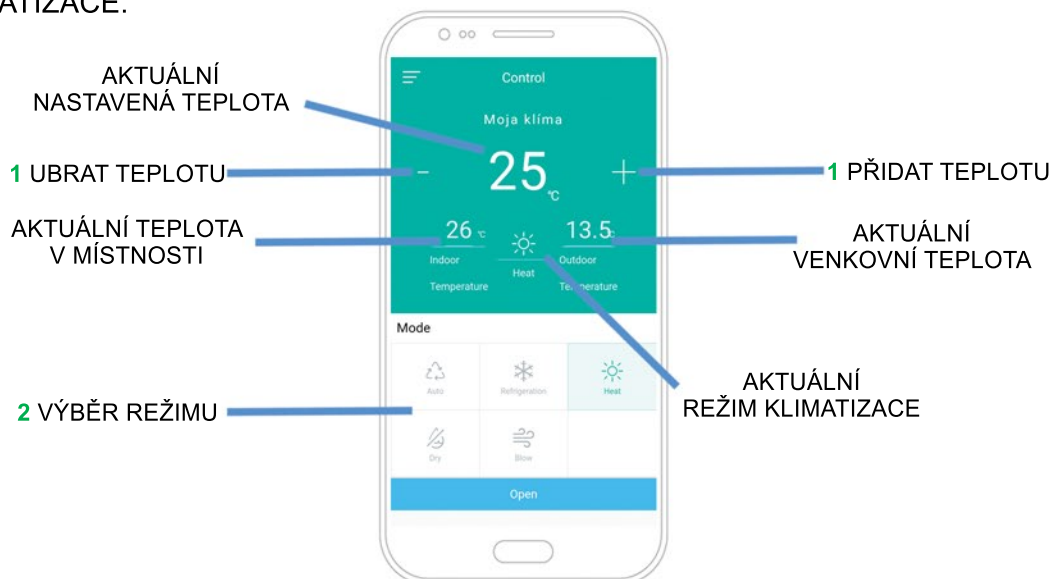 ATIZACE.
Control
AKTUÁLNÍ
NASTAVENÁ TEPLOTA
Moja klíma
1 UBRAT TEPLOTU
-
25 °C
+
1 PŘIDAT TEPLOTU
AKTUÁLNÍ TEPLOTA
V MÍSTNOSTI
26 °C
Indoor
Temperature
Heat
13.5 °C
Outdoor
Temperature
AKTUÁLNÍ
VENKOVNÍ TEPLOTA
Mode
Auto
Refrigeration
Heat
AKTUÁLNÍ
REŽIM KLIMATIZACE
2 VÝBĚR REŽIMU
Dry
Blow
Open